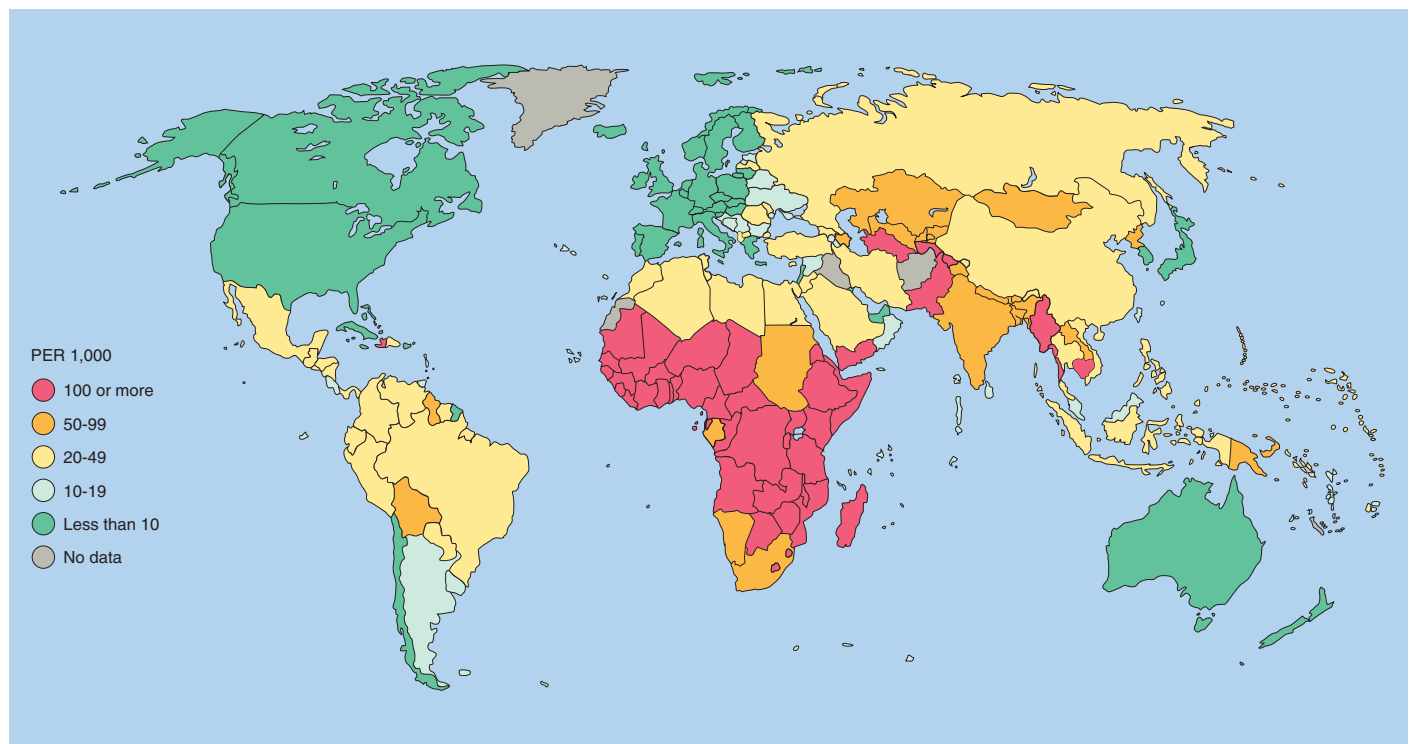 PER 1,000
100 or more
50-99
20-49
10-19
Less than 10
No data